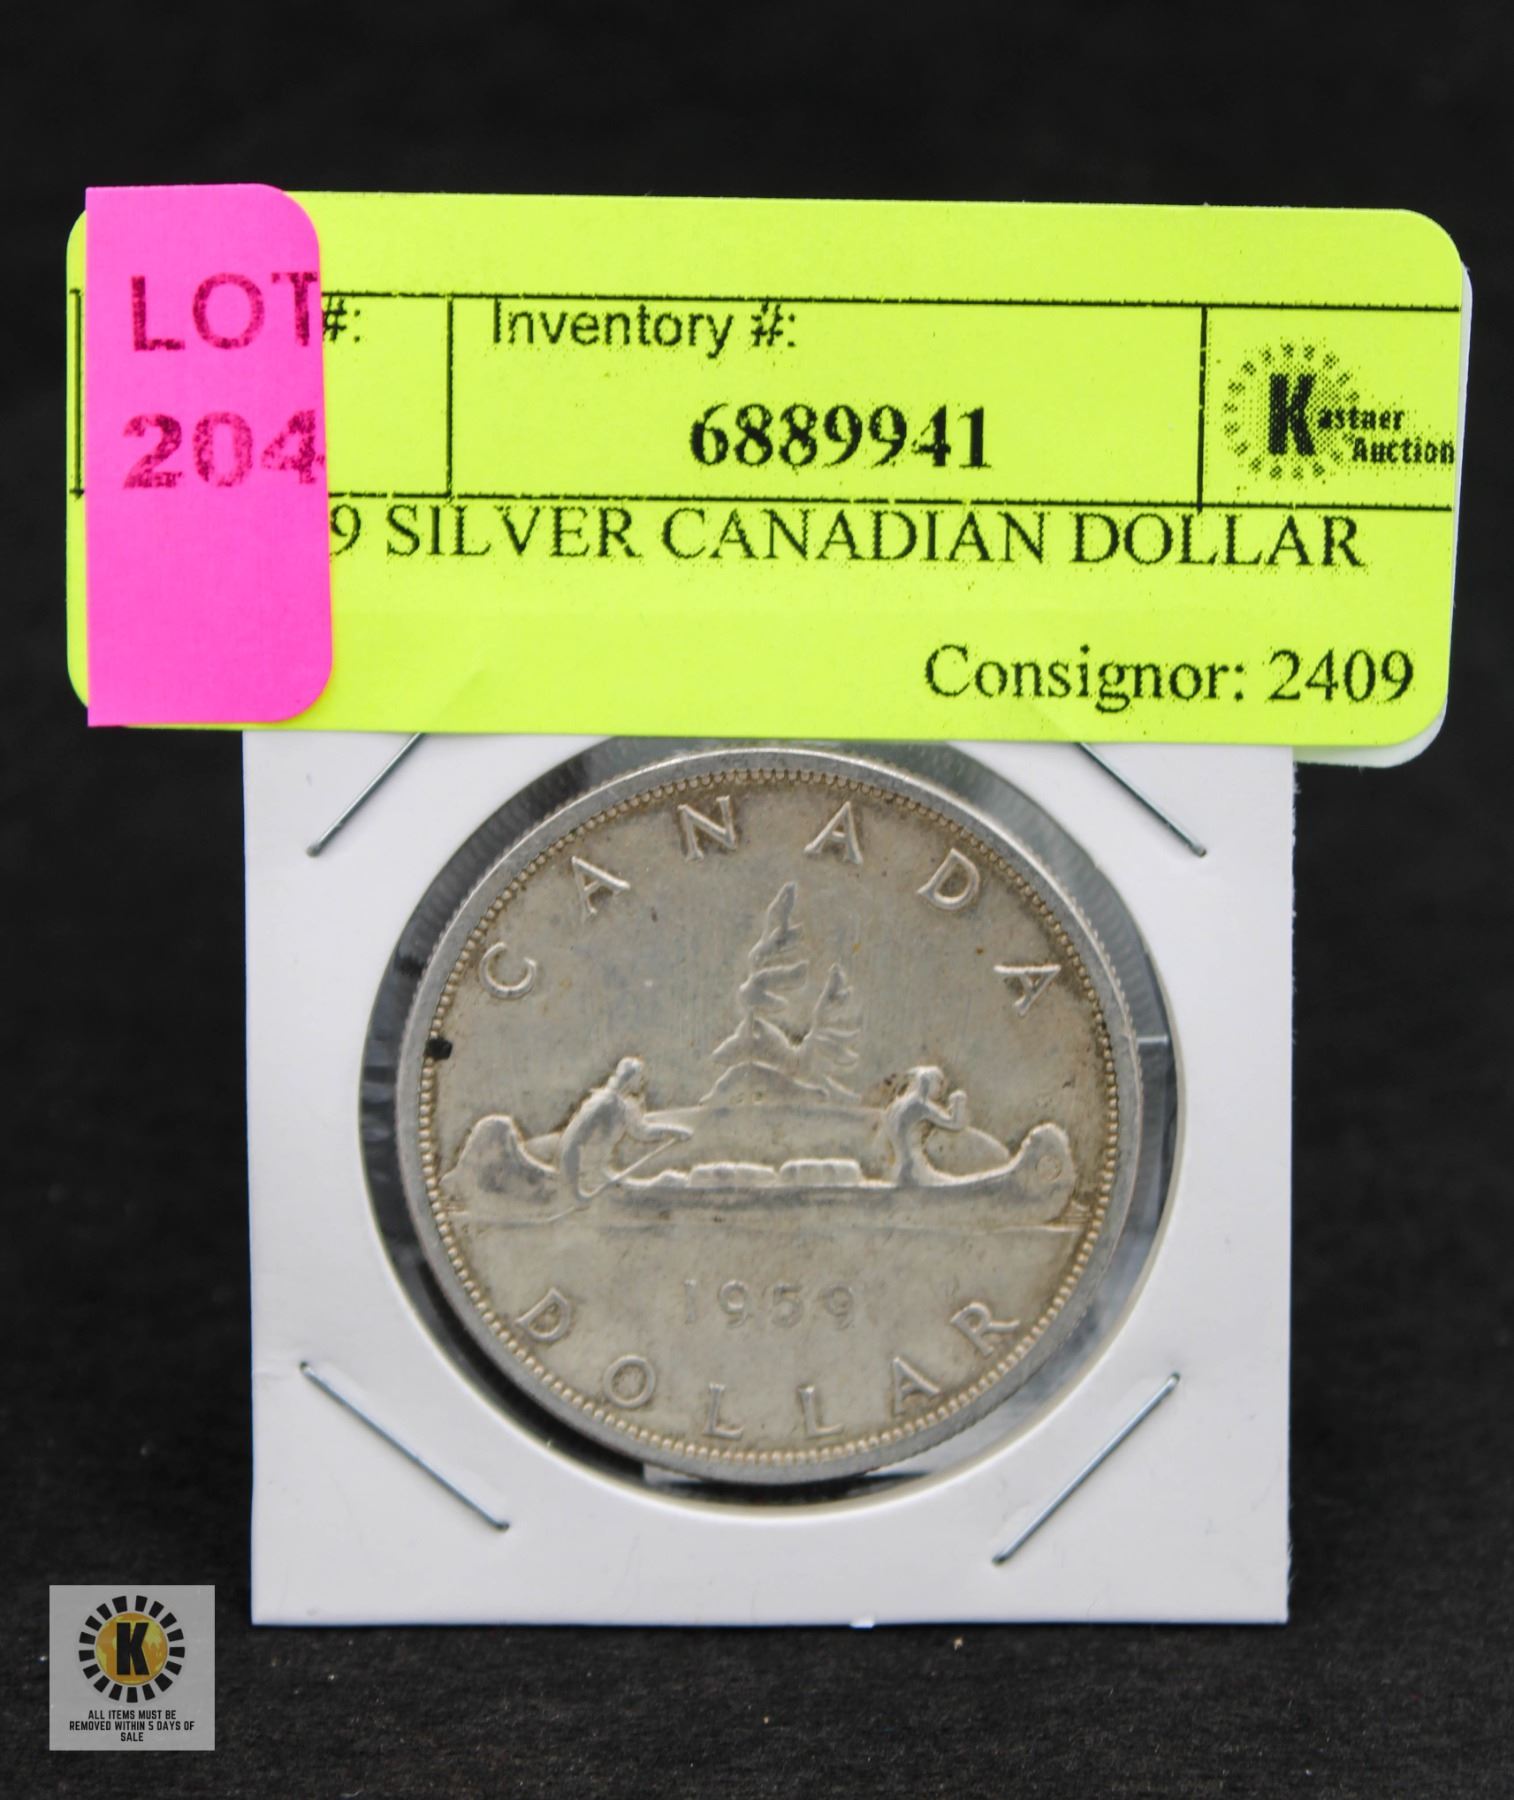 LOT #:
204
Inventory #:
6889941
Kastner
Auction
9 SILVER CANADIAN DOLLAR
Consignor: 2409
CANADA
1959
DOLLAR
K
ALL ITEMS MUST BE
REMOVED WITHIN 5 DAYS OF
SALE